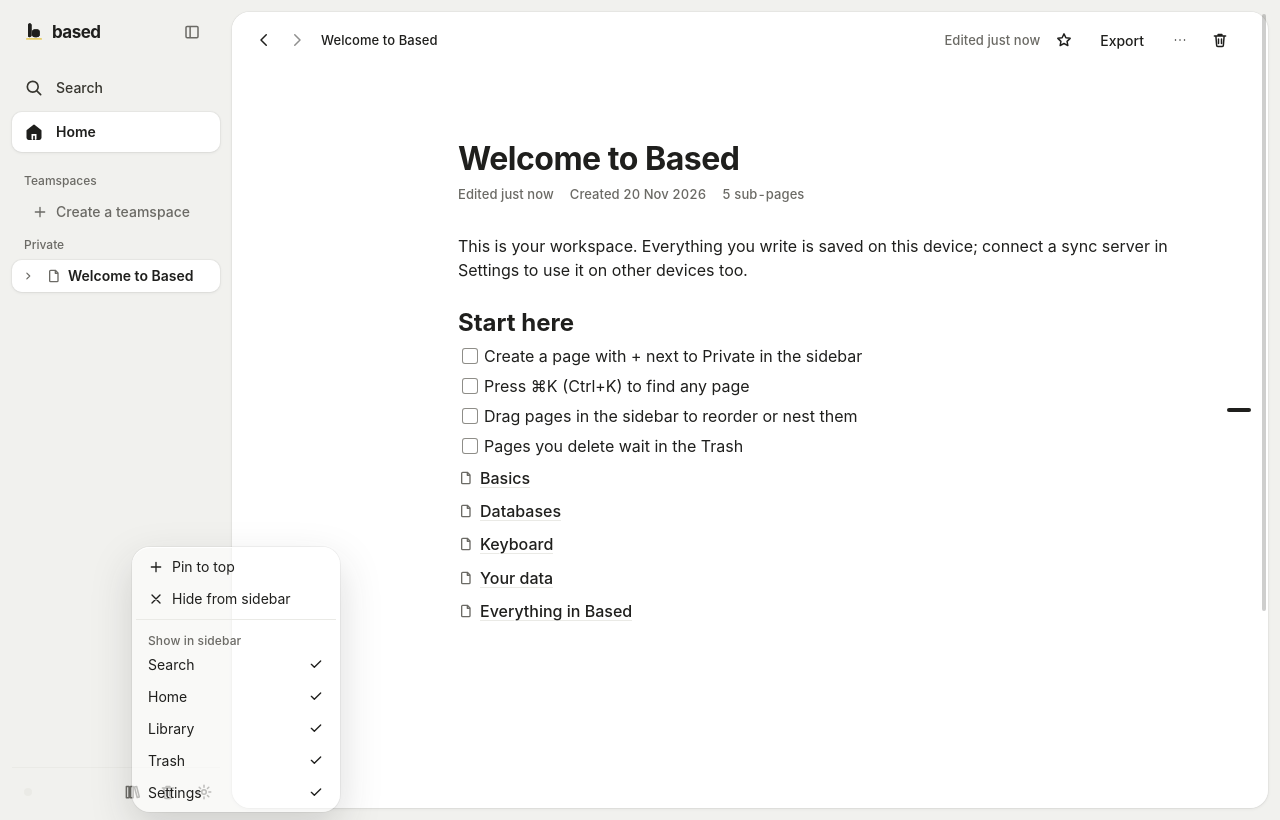 based
Search
Home
Teamspaces
Create a teamspace
Private
Welcome to Based
Welcome to Based
Edited just now
Export
Welcome to Based
Edited just now Created 20 Nov 2026 5 sub-pages
This is your workspace. Everything you write is saved on this device; connect a sync server in
Settings to use it on other devices too.
Start here
Create a page with + next to Private in the sidebar
Press ⌘K (Ctrl+K) to find any page
Drag pages in the sidebar to reorder or nest them
Pages you delete wait in the Trash
Basics
Databases
Keyboard
Your data
Everything in Based
Pin to top
Hide from sidebar
Show in sidebar
Search
Home
Library
Trash
Settings